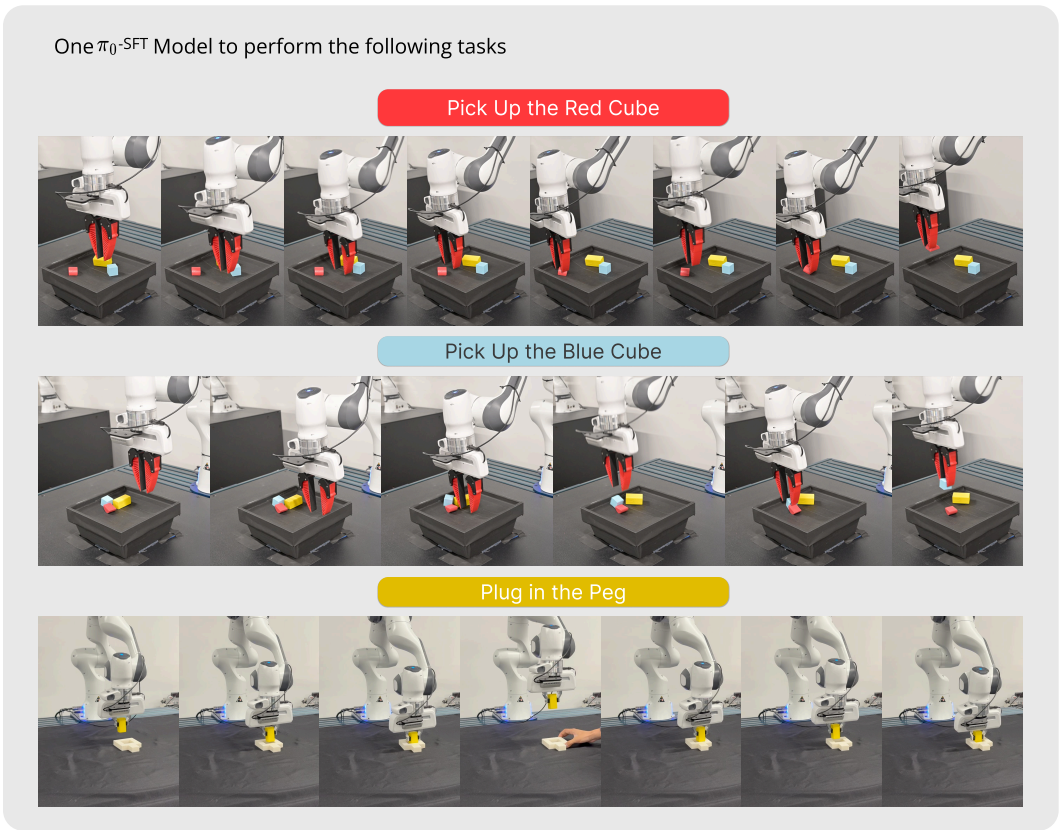 One π₀-SFT Model to perform the following tasks
Pick Up the Red Cube
Pick Up the Blue Cube
Plug in the Peg